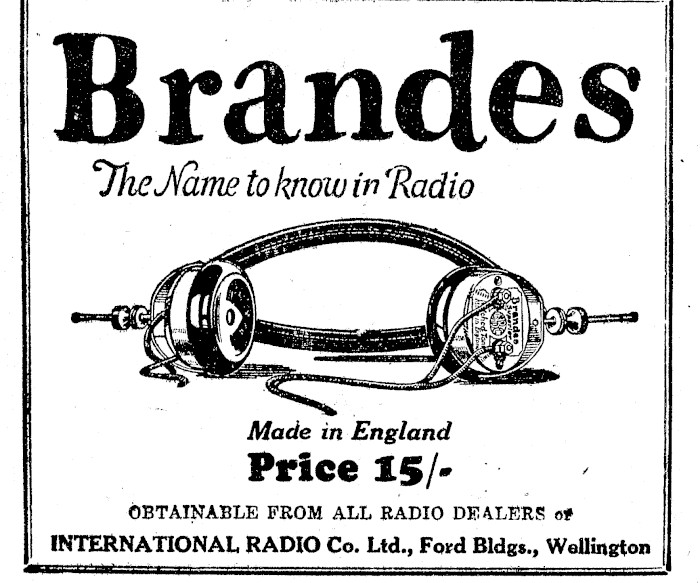 Brandes
The Name to know in Radio
Brandes
Made in England
Price 15/-
OBTAINABLE FROM ALL RADIO DEALERS or
INTERNATIONAL RADIO Co. Ltd., Ford Bldgs., Wellington